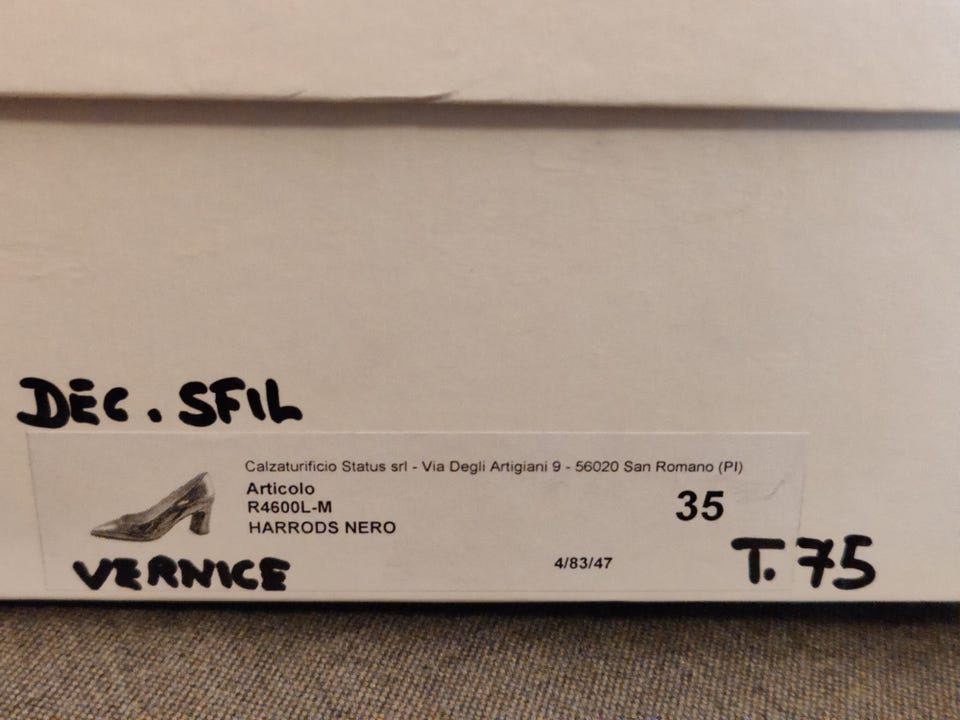 DEC. SFIL
Calzaturificio Status srl - Via Degli Artigiani 9 - 56020 San Romano (PI)
Articolo
R4600L-M
HARRODS NERO
35
4/83/47
VERNICE
T.75